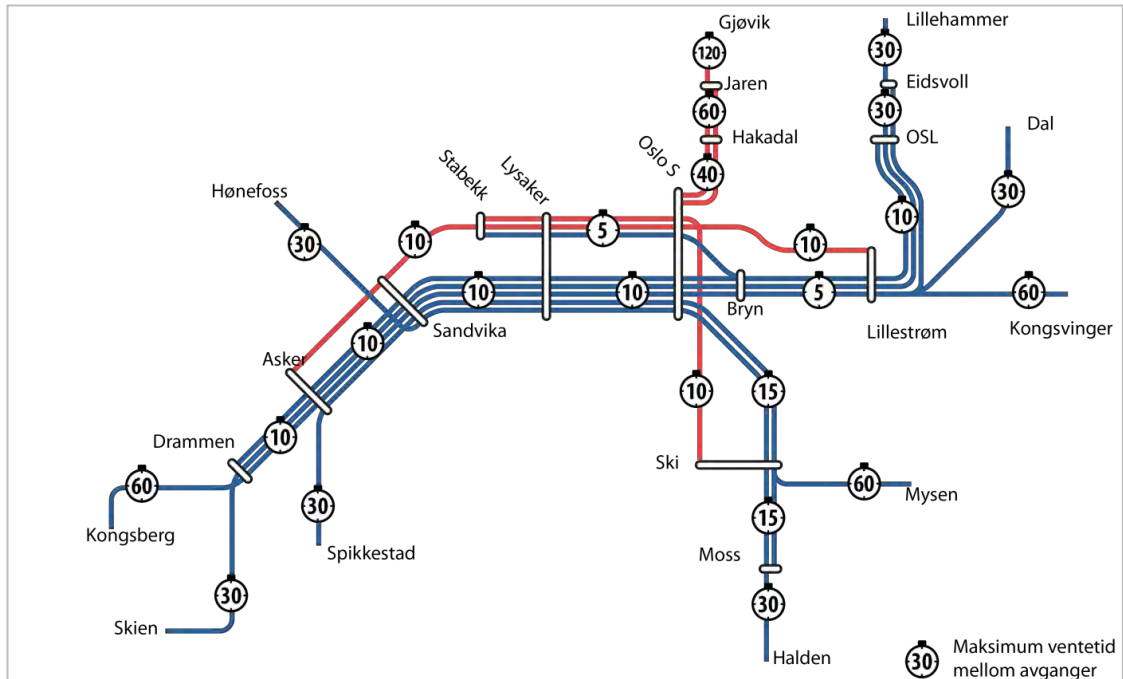 Gjøvik
Lillehammer
120
30
Jaren
Eidsvoll
60
30
Dal
Hakadal
OSL
Oslo S
Stabekk
Lysaker
40
Hønefoss
30
30
10
5
10
10
10
10
5
60
Bryn
Sandvika
Lillestrøm
Kongsvinger
10
Asker
10
15
10
Drammen
Ski
60
60
Mysen
Kongsberg
30
15
Spikkestad
Moss
30
30
Skien
Halden
30
Maksimum ventetid
mellom avganger